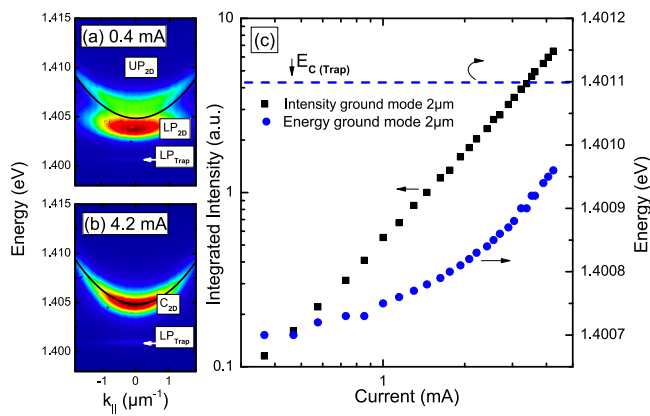 (a) 0.4 mA
UP2D
LP2D
LPTrap
1.415
1.410
1.405
1.400
(b) 4.2 mA
C2D
LPTrap
1.415
1.410
1.405
1.400
Energy (eV)
-1 0 1
k|| (µm-1)
(c)
EC (Trap)
Intensity ground mode 2µm
Energy ground mode 2µm
10
1
0.1
Integrated Intensity (a.u.)
1
Current (mA)
1.4012
1.4011
1.4010
1.4009
1.4008
1.4007
Energy (eV)